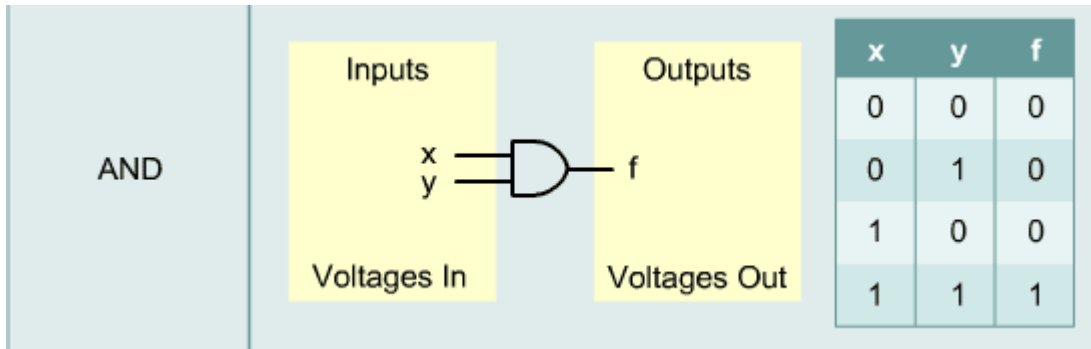 AND
Inputs
x
y
Voltages In
Outputs
f
Voltages Out
x y f
0 0 0
0 1 0
1 0 0
1 1 1